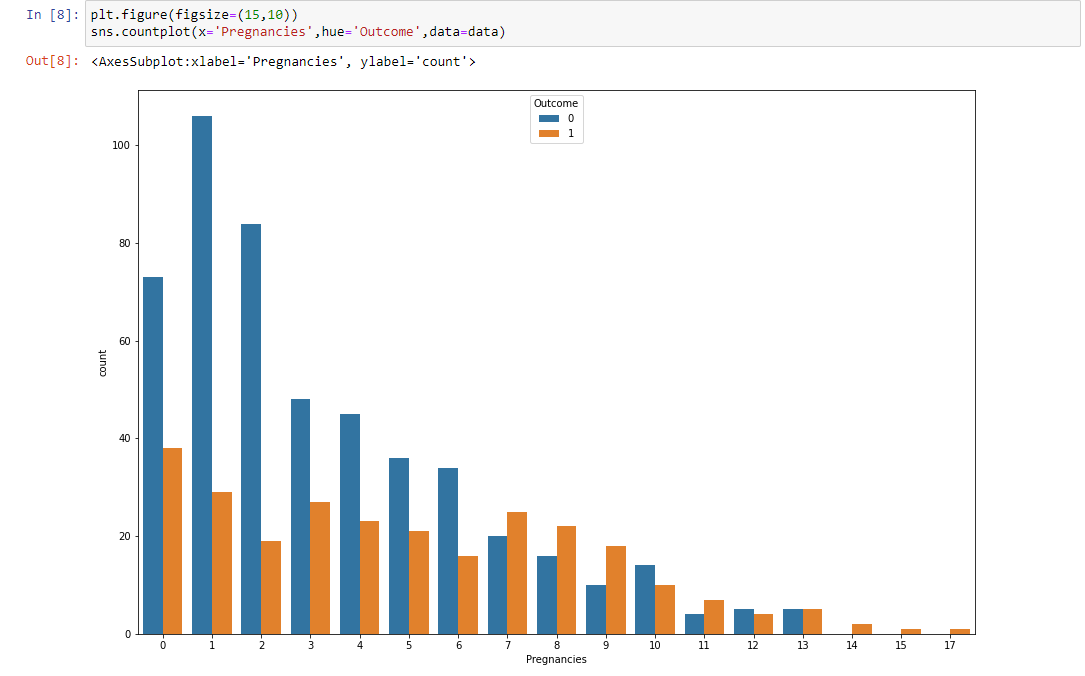 In [8]: plt.figure(figsize=(15,10))
sns.countplot(x='Pregnancies',hue='Outcome',data=data)
Out[8]: <AxesSubplot:xlabel='Pregnancies', ylabel='count'>
Outcome
0
1
100
80
60
40
20
0
count
0 1 2 3 4 5 6 7 8 9 10 11 12 13 14 15 17
Pregnancies